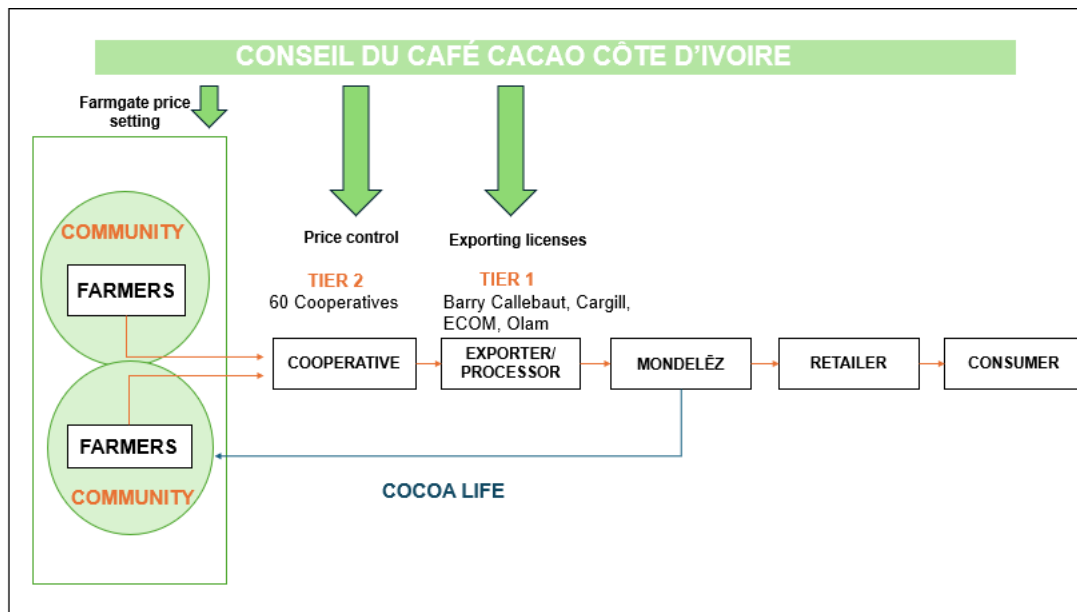 CONSEIL DU CAFÉ CACAO CÔTE D'IVOIRE
Farmgate price
setting
Price control
Exporting licenses
COMMUNITY
FARMERS
TIER 2
60 Cooperatives
TIER 1
Barry Callebaut, Cargill,
ECOM, Olam
COOPERATIVE
EXPORTER/
PROCESSOR
MONDELĒZ
RETAILER
CONSUMER
FARMERS
COMMUNITY
COCOA LIFE